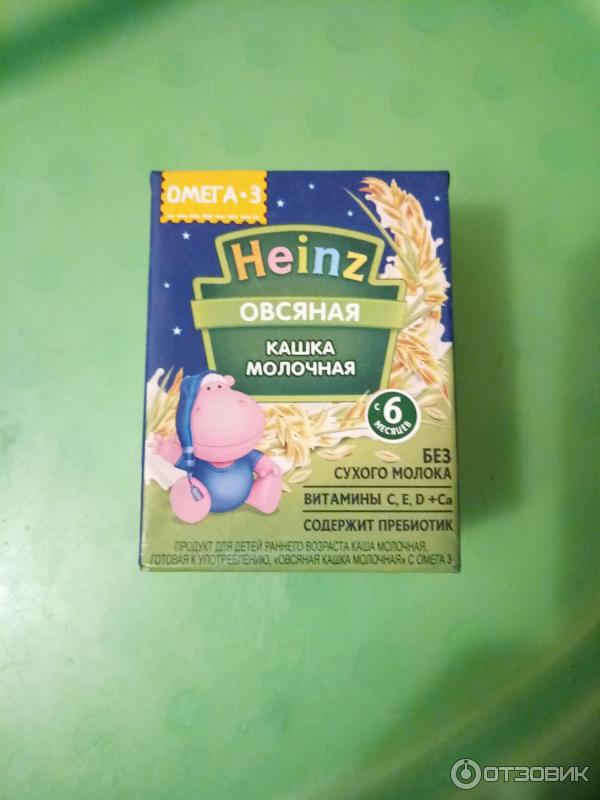 ОМЕГА•3
Heinz
ОВСЯНАЯ
КАШКА
МОЛОЧНАЯ
с 6
месяцев
БЕЗ
СУХОГО МОЛОКА
ВИТАМИНЫ С, Е, D +Ca
СОДЕРЖИТ ПРЕБИОТИК
ПРОДУКТ ДЛЯ ДЕТЕЙ РАННЕГО ВОЗРАСТА КАША МОЛОЧНАЯ,
ГОТОВАЯ К УПОТРЕБЛЕНИЮ, «ОВСЯНАЯ КАШКА МОЛОЧНАЯ» С ОМЕГА 3
ОТЗОВИК